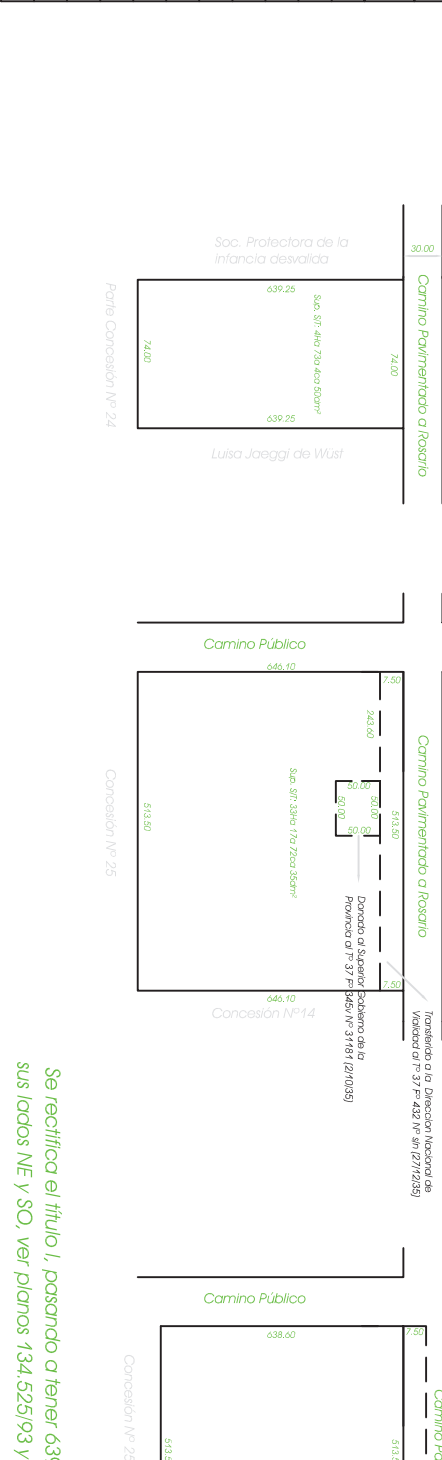 Soc. Protectora de la
infancia desvalida
30.00
Camino Pavimentado a Rosario
639.25
Sup. S/T: 4Ha 73a 4ca 50dm²
74.00
74.00
639.25
Parte Concesión Nº 24
Luisa Jaeggi de Wüst
Camino Público
646.10
7.50
Camino Pavimentado a Rosario
243.60
50.00
50.00
50.00
50.00
513.50
513.50
Sup. S/T: 33Ha 17a 72ca 35dm²
Concesión Nº 25
Donado al Superior Gobierno de la
Provincia al Tº 37 Fº 345v Nº 31181 (2/10/35)
7.50
646.10
Concesión Nº14
Transferido a la Dirección Nacional de
Vialidad al Tº 37 Fº 432 Nº s/n (27/12/35)
Se rectifica el título I, pasando a tener
sus lados NE y SO, ver planos 134.525/93 y
Camino Público
638.60
7.50
Camino
Concesión Nº 25